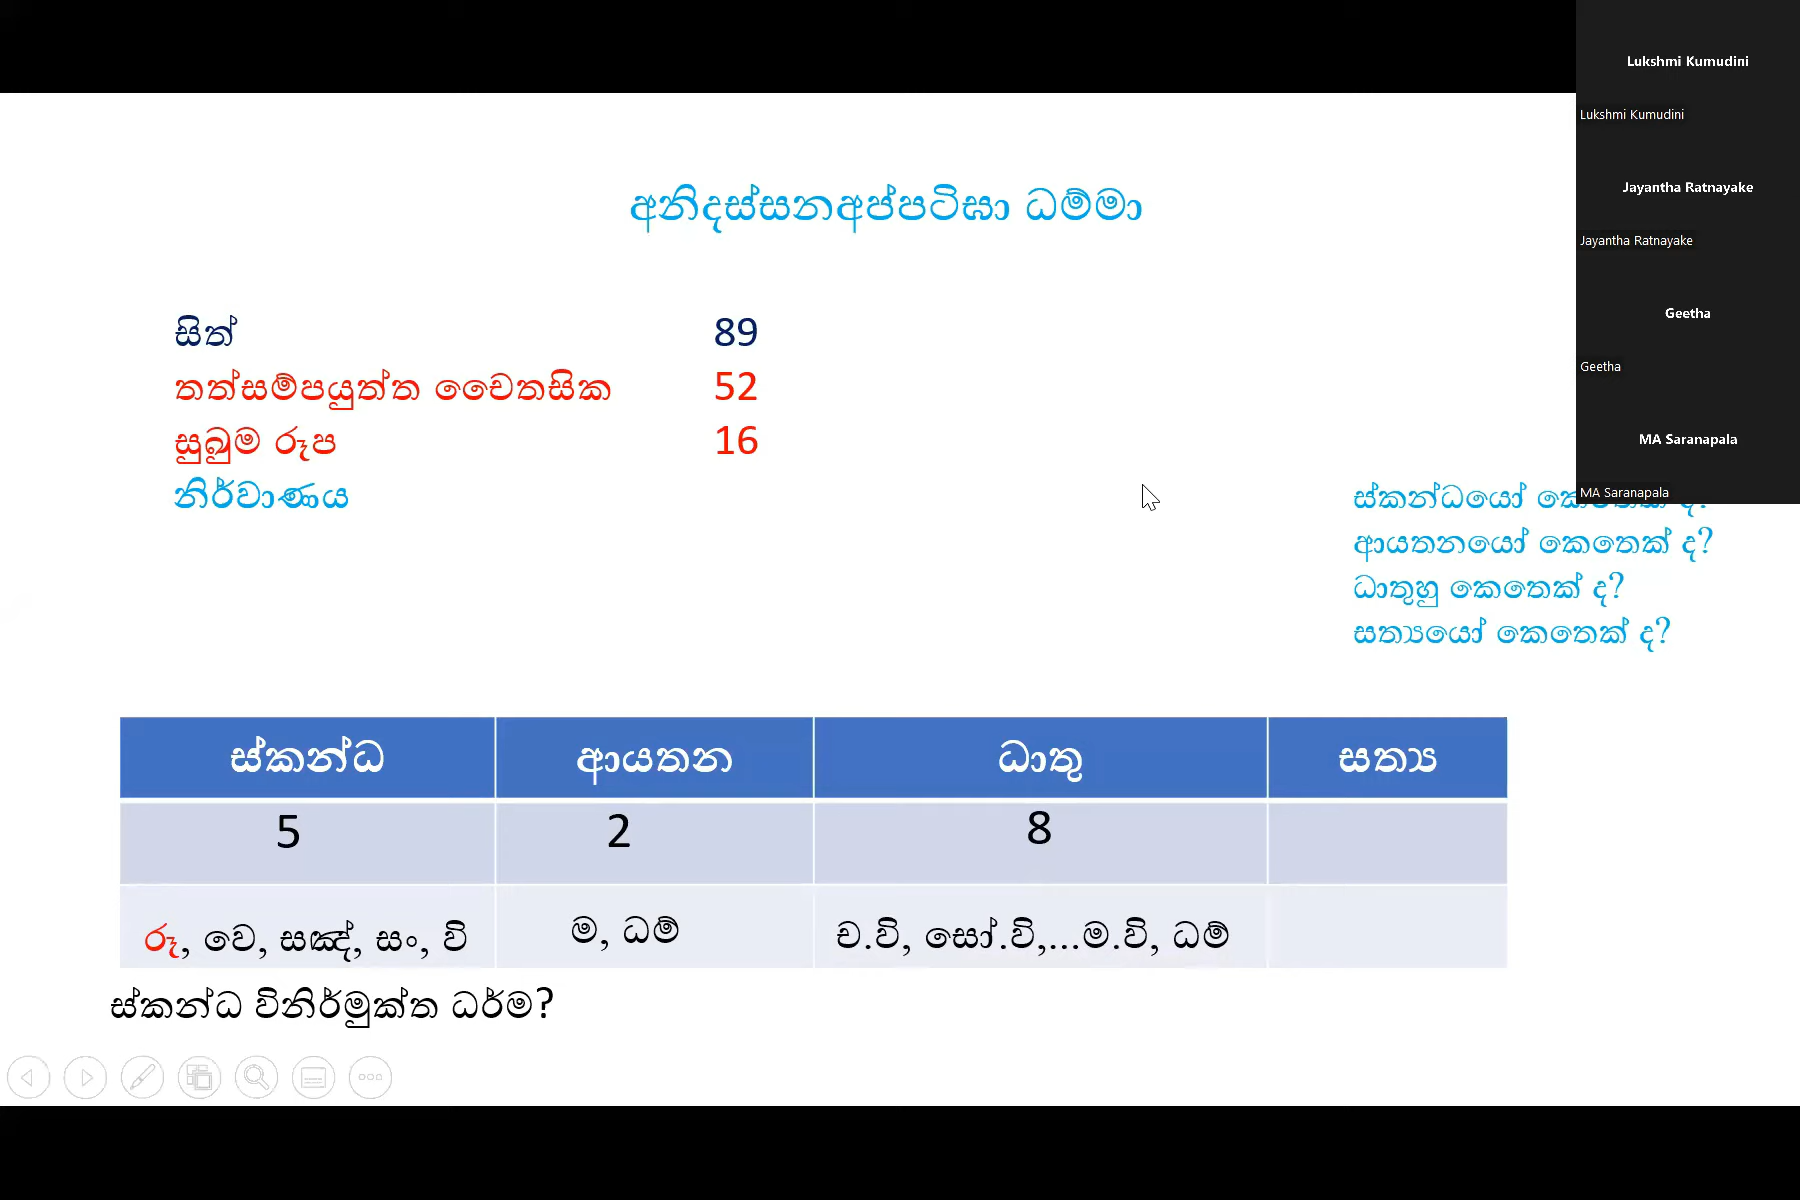 අනිදස්සනඅප්පටිඝා ධම්මා
සිත් 89
තත්සම්පයුත්ත චෛතසික 52
සුඛුම රූප 16
නිර්වාණය
ස්කන්ධයෝ කෙතෙක් ද?
ආයතනයෝ කෙතෙක් ද?
ධාතුහු කෙතෙක් ද?
සත්‍යයෝ කෙතෙක් ද?
ස්කන්ධ ආයතන ධාතු සත්‍ය
5 2 8
රූ, වේ, සඤ්, සං, වි ම, ධම් ච.වි, සෝ.වි,...ම.වි, ධම්
ස්කන්ධ විනිර්මුක්ත ධර්ම?
Lukshmi Kumudini
Lukshmi Kumudini
Jayantha Ratnayake
Jayantha Ratnayake
Geetha
Geetha
MA Saranapala
MA Saranapala